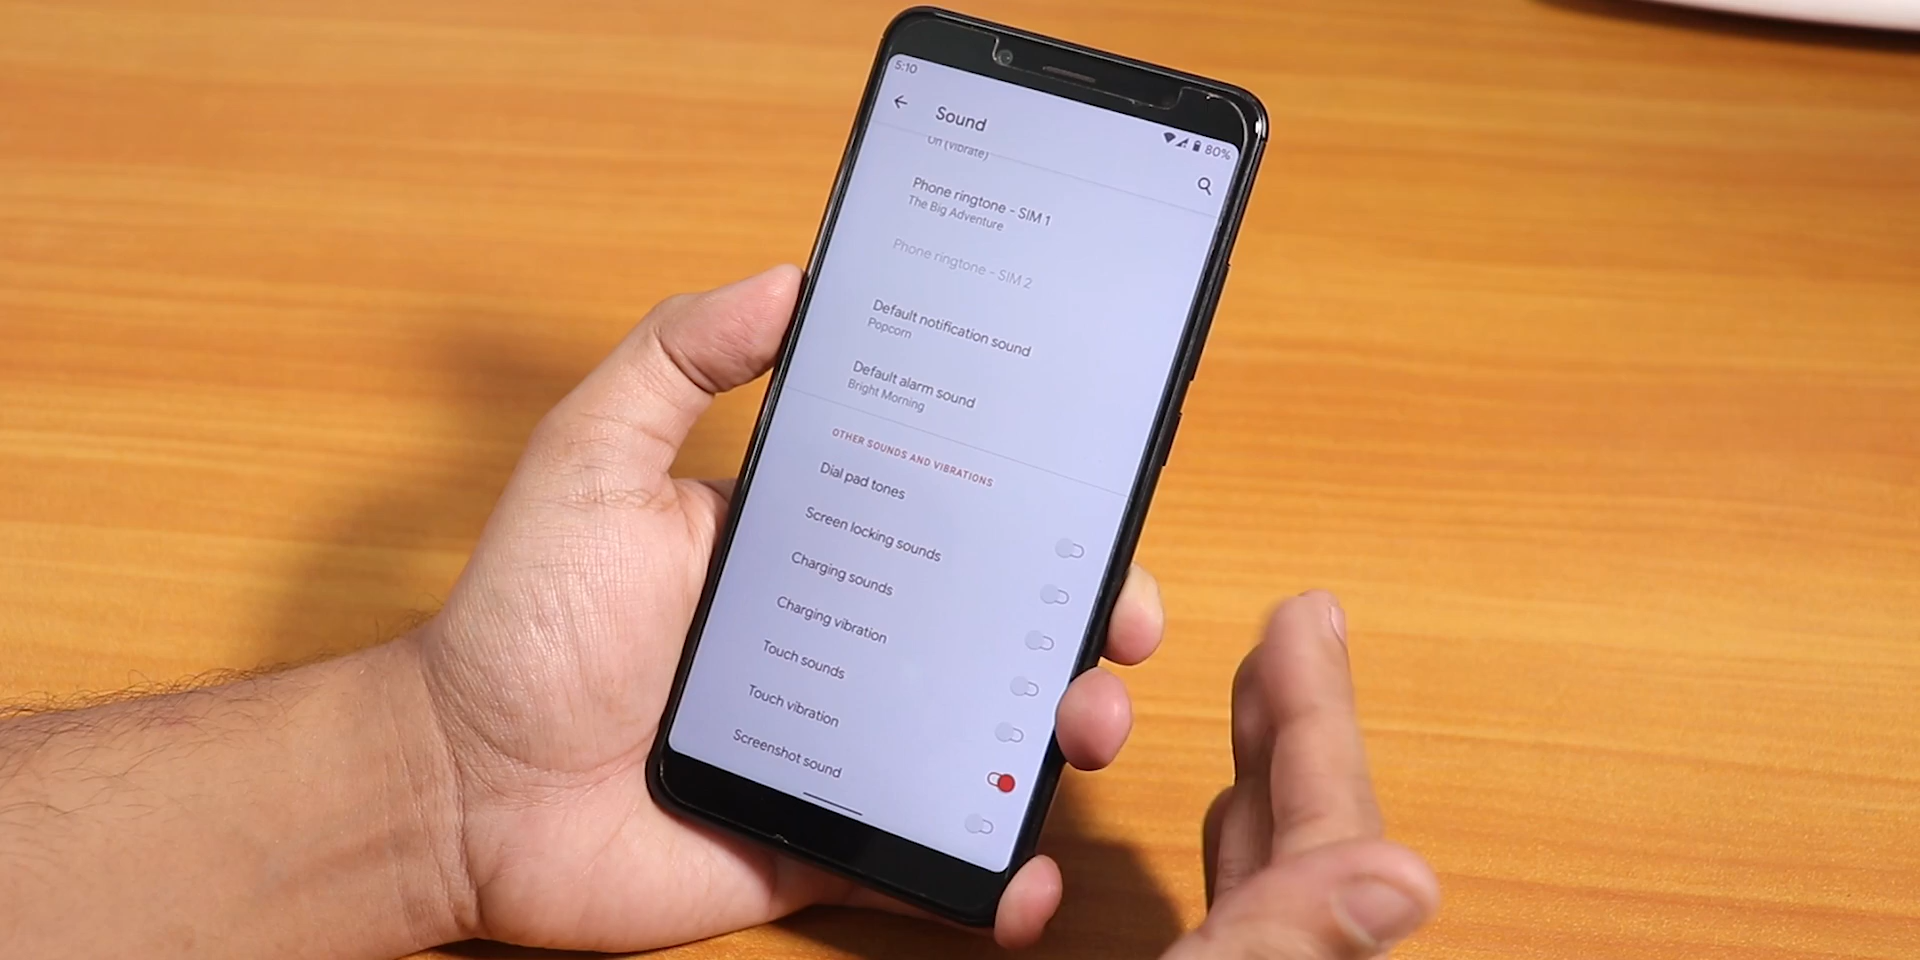 5:10
80%
Sound
On (vibrate)
Phone ringtone - SIM 1
The Big Adventure
Phone ringtone - SIM 2
Default notification sound
Popcorn
Default alarm sound
Bright Morning
OTHER SOUNDS AND VIBRATIONS
Dial pad tones
Screen locking sounds
Charging sounds
Charging vibration
Touch sounds
Touch vibration
Screenshot sound